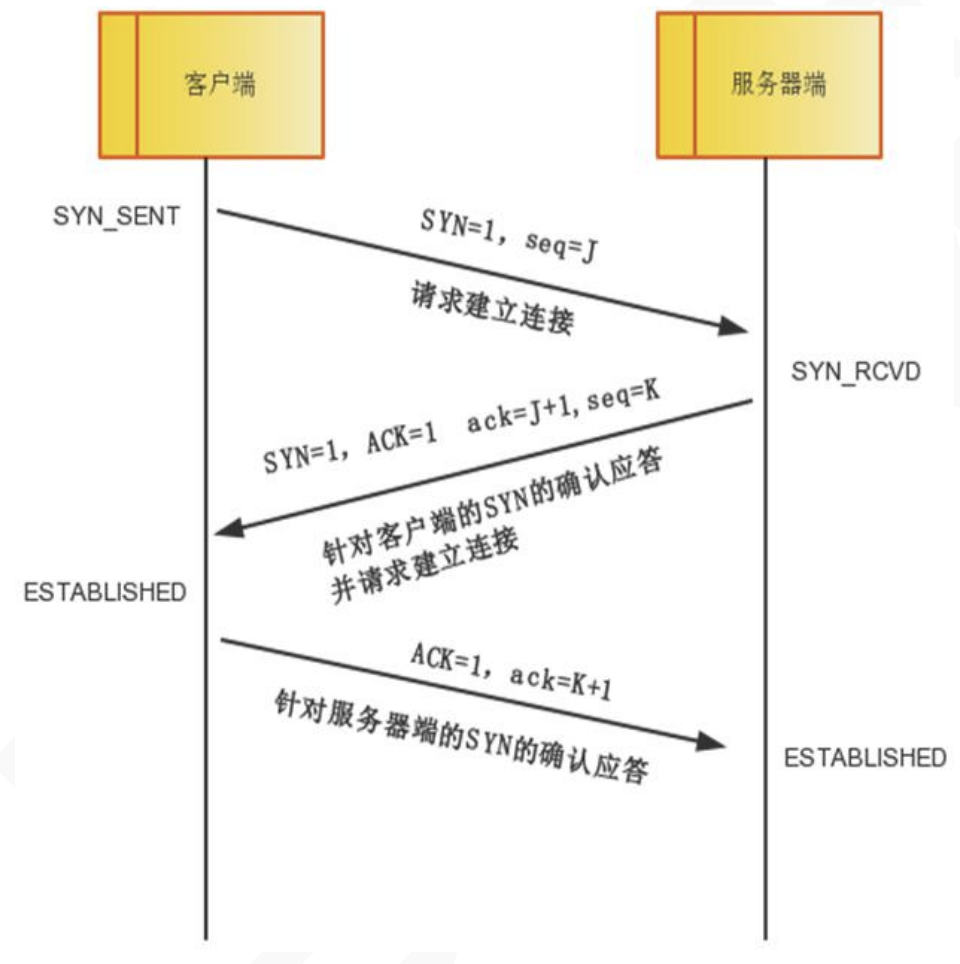 客户端
服务器端
SYN_SENT
SYN=1, seq=J
请求建立连接
SYN_RCVD
SYN=1, ACK=1 ack=J+1,seq=K
针对客户端的SYN的确认应答
并请求建立连接
ESTABLISHED
ACK=1, ack=K+1
针对服务器端的SYN的确认应答
ESTABLISHED